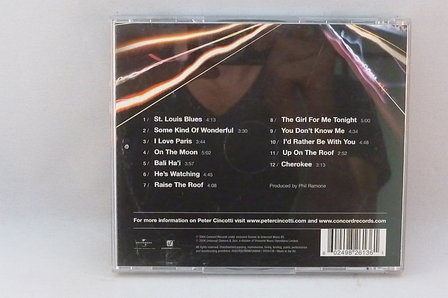 1/ St. Louis Blues 4:13
2/ Some Kind Of Wonderful 3:30
3/ I Love Paris 3:44
4/ On The Moon 5:02
5/ Bali Ha'i 3:57
6/ He's Watching 4:45
7/ Raise The Roof 4:08
8/ The Girl For Me Tonight 5:00
9/ You Don't Know Me 4:34
10/ I'd Rather Be With You 4:48
11/ Up On The Roof 2:52
12/ Cherokee 3:13
Produced by Phil Ramone
For more information on Peter Cincotti visit www.petercincotti.com and www.concordrecords.com